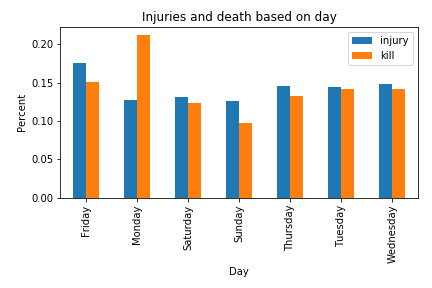 Injuries and death based on day
injury
kill
0.20
0.15
0.10
0.05
0.00
Percent
Friday
Monday
Saturday
Sunday
Thursday
Tuesday
Wednesday
Day